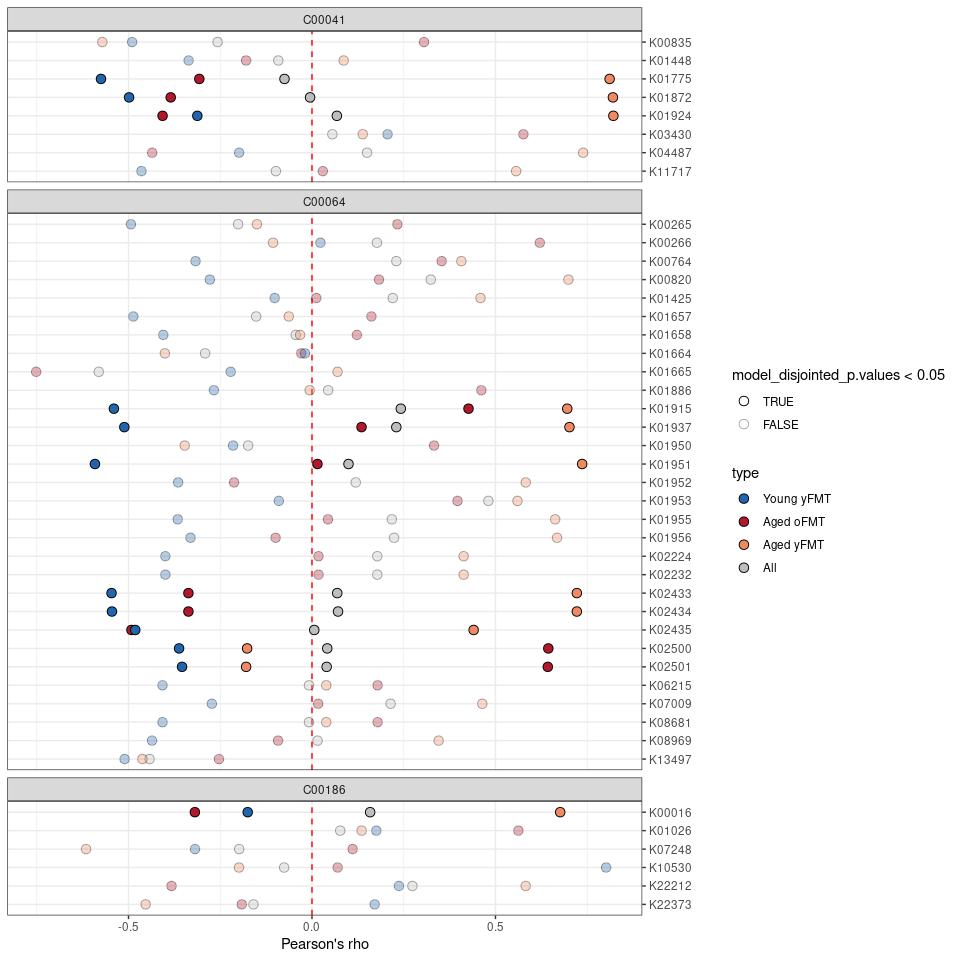 C00041
K00835
K01448
K01775
K01872
K01924
K03430
K04487
K11717
C00064
K00265
K00266
K00764
K00820
K01425
K01657
K01658
K01664
K01665
K01886
K01915
K01937
K01950
K01951
K01952
K01953
K01955
K01956
K02224
K02232
K02433
K02434
K02435
K02500
K02501
K06215
K07009
K08681
K08969
K13497
C00186
K00016
K01026
K07248
K10530
K22212
K22373
-0.5 0.0 0.5
Pearson's rho
model_disjointed_p.values < 0.05
TRUE
FALSE
type
Young yFMT
Aged oFMT
Aged yFMT
All